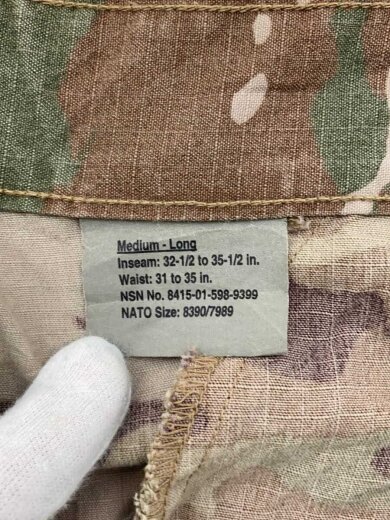 Medium - Long
Inseam: 32-1/2 to 35-1/2 in.
Waist: 31 to 35 in.
NSN No. 8415-01-598-9399
NATO Size: 8390/7989